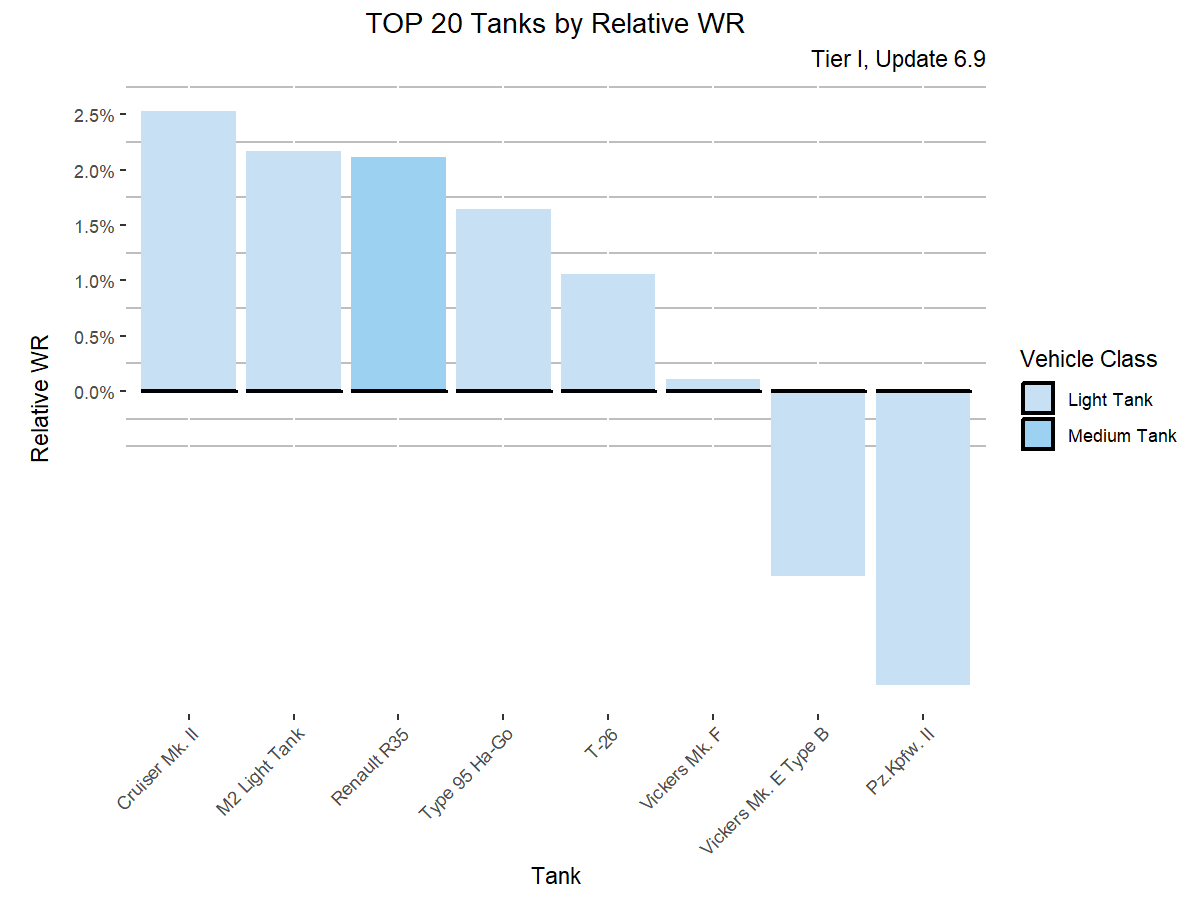 TOP 20 Tanks by Relative WR
Tier I, Update 6.9
2.5%
2.0%
1.5%
1.0%
0.5%
0.0%
Relative WR
Cruiser Mk. II
M2 Light Tank
Renault R35
Type 95 Ha-Go
T-26
Vickers Mk. F
Vickers Mk. E Type B
Pz.Kpfw. II
Tank
Vehicle Class
Light Tank
Medium Tank